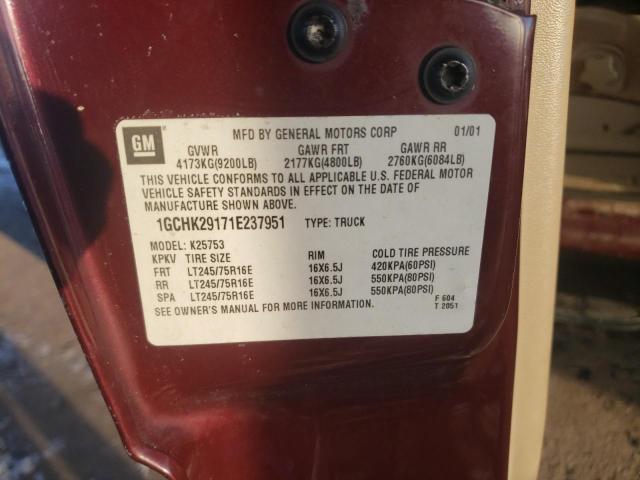 GM MFD BY GENERAL MOTORS CORP 01/01
GVWR GAWR FRT GAWR RR
4173KG(9200LB) 2177KG(4800LB) 2760KG(6084LB)
THIS VEHICLE CONFORMS TO ALL APPLICABLE U.S. FEDERAL MOTOR
VEHICLE SAFETY STANDARDS IN EFFECT ON THE DATE OF
MANUFACTURE SHOWN ABOVE.
1GCHK29171E237951 TYPE: TRUCK
MODEL: K25753
KPKV TIRE SIZE RIM COLD TIRE PRESSURE
FRT LT245/75R16E 16X6.5J 420KPA(60PSI)
RR LT245/75R16E 16X6.5J 550KPA(80PSI)
SPA LT245/75R16E 16X6.5J 550KPA(80PSI)
SEE OWNER'S MANUAL FOR MORE INFORMATION.
F 604
T 2051